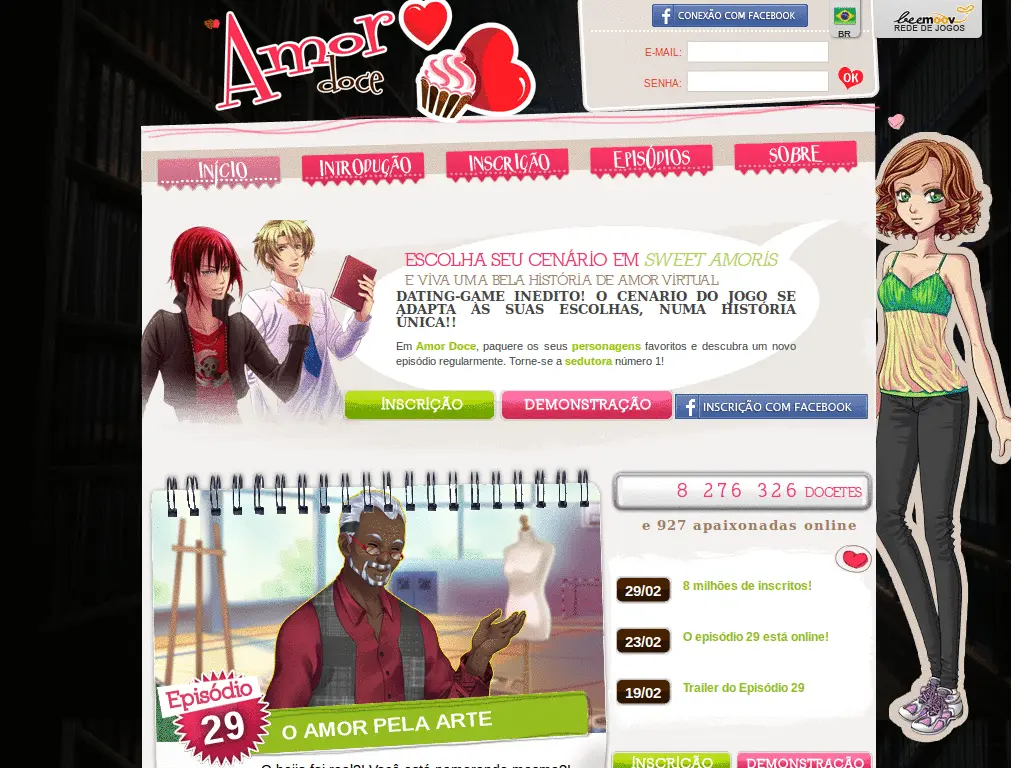 Amor
doce
CONEXÃO COM FACEBOOK
E-MAIL:
SENHA:
OK
BR
beemoov
REDE DE JOGOS
INÍCIO
INTRODUÇÃO
INSCRIÇÃO
EPISÓDIOS
SOBRE
ESCOLHA SEU CENÁRIO EM SWEET AMORIS
E VIVA UMA BELA HISTÓRIA DE AMOR VIRTUAL
DATING-GAME INEDITO! O CENARIO DO JOGO SE
ADAPTA ÀS SUAS ESCOLHAS, NUMA HISTÓRIA
ÚNICA!!
Em Amor Doce, paquere os seus personagens favoritos e descubra um novo
episódio regularmente. Torne-se a sedutora número 1!
INSCRIÇÃO
DEMONSTRAÇÃO
INSCRIÇÃO COM FACEBOOK
8 276 326 DOCETES
e 927 apaixonadas online
29/02 8 milhões de inscritos!
23/02 O episódio 29 está online!
19/02 Trailer do Episódio 29
Episódio
29
O AMOR PELA ARTE
O beijo foi real?! Você está namorando mesmo?!
INSCRIÇÃO
DEMONSTRAÇÃO